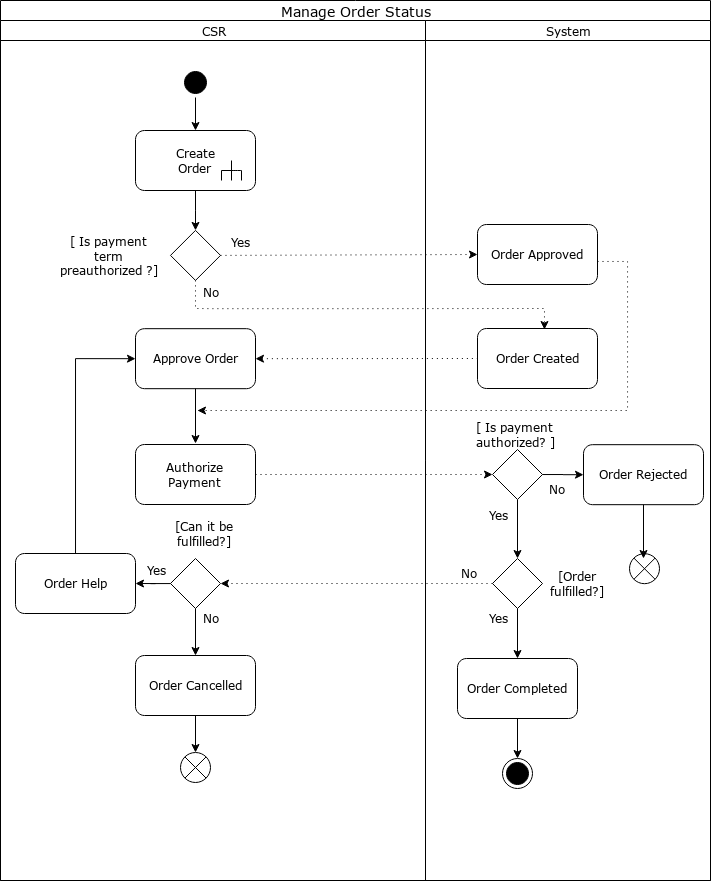 Manage Order Status
CSR
System
Create
Order
[ Is payment
term
preauthorized ?]
Yes
No
Order Approved
Approve Order
Order Created
[ Is payment
authorized? ]
Authorize
Payment
Order Rejected
No
Yes
[Can it be
fulfilled?]
Yes
No
Order Help
No
[Order
fulfilled?]
Yes
Order Cancelled
Order Completed